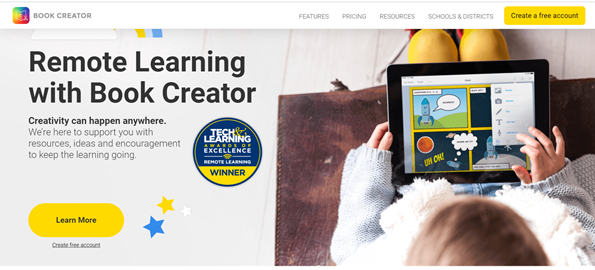 BOOK CREATOR
FEATURES
PRICING
RESOURCES
SCHOOLS & DISTRICTS
Create a free account
Remote Learning
with Book Creator
Creativity can happen anywhere.
We're here to support you with
resources, ideas and encouragement
to keep the learning going.
TECH&
LEARNING
AWARDS OF
EXCELLENCE
REMOTE LEARNING
WINNER
UH OH!
Learn More
Create free account